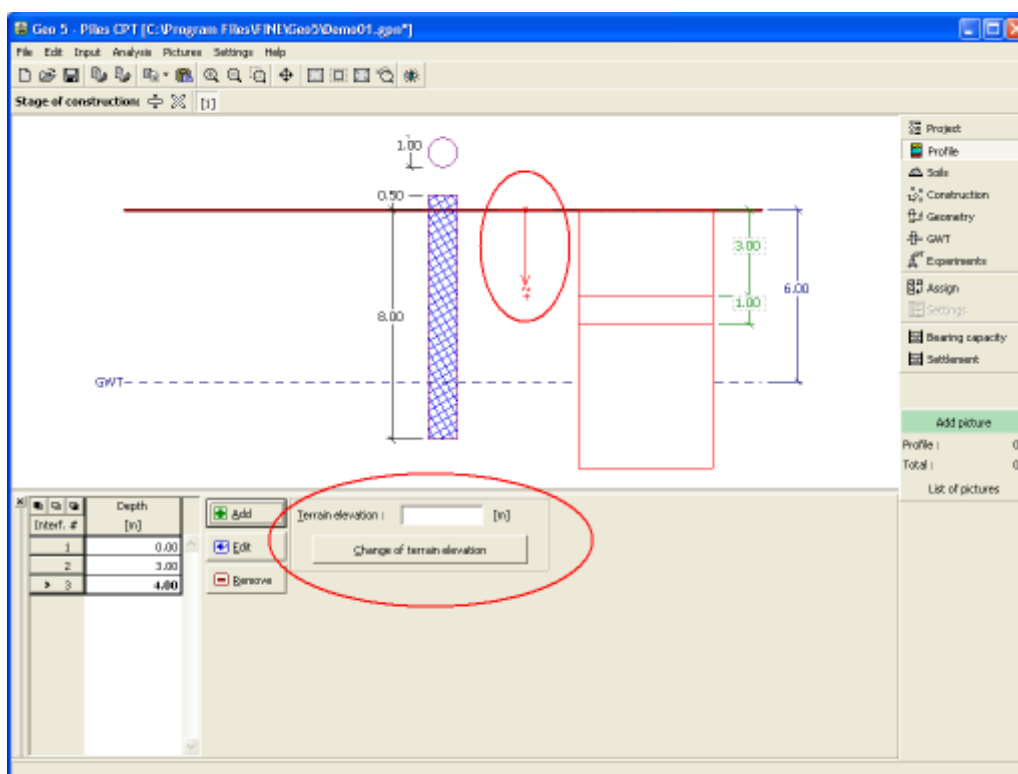 Geo 5 - Piles CPT [C:\Program Files\FINE\Geo5\Demo01.gpn*]
File Edit Input Analysis Pictures Settings Help
Stage of construction: [1]
1.00
0.50
8.00
GWT
+z
3.00
1.00
6.00
Project
Profile
Soils
Construction
Geometry
GWT
Experiments
Assign
Settings
Bearing capacity
Settlement
Add picture
Profile : 0
Total : 0
List of pictures
Interf. # Depth [m]
1 0.00
2 3.00
> 3 4.00
Add
Edit
Remove
Terrain elevation : [m]
Change of terrain elevation